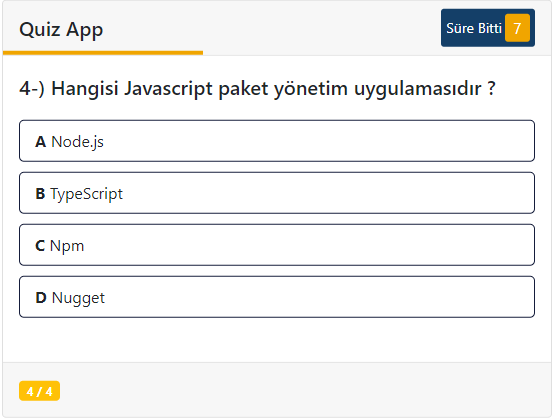 Quiz App
Süre Bitti 7
4-) Hangisi Javascript paket yönetim uygulamasıdır ?
A Node.js
B TypeScript
C Npm
D Nugget
4 / 4